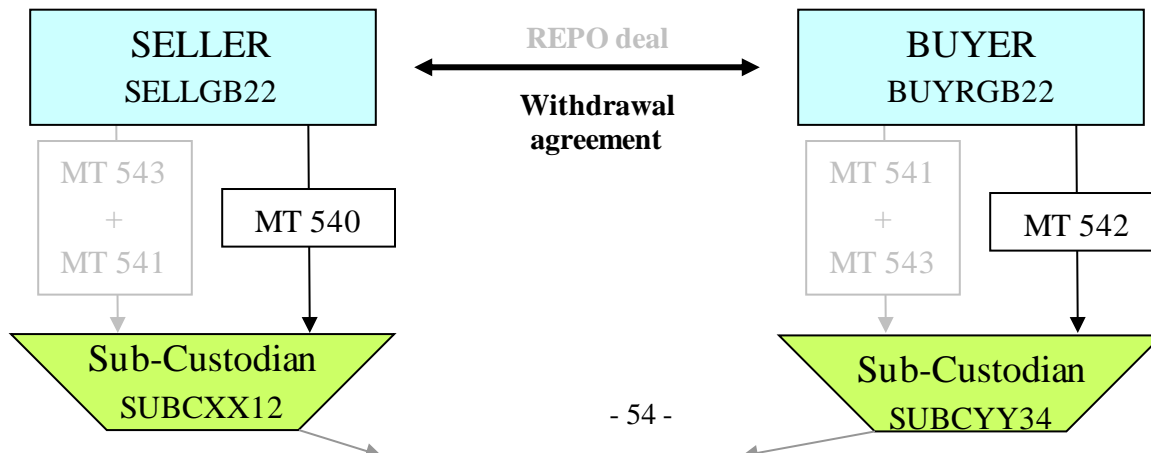 SELLER
SELLGB22
REPO deal
Withdrawal
agreement
BUYER
BUYRGB22
MT 543
+
MT 541
MT 540
MT 541
+
MT 543
MT 542
Sub-Custodian
SUBCXX12
- 54 -
Sub-Custodian
SUBCYY34